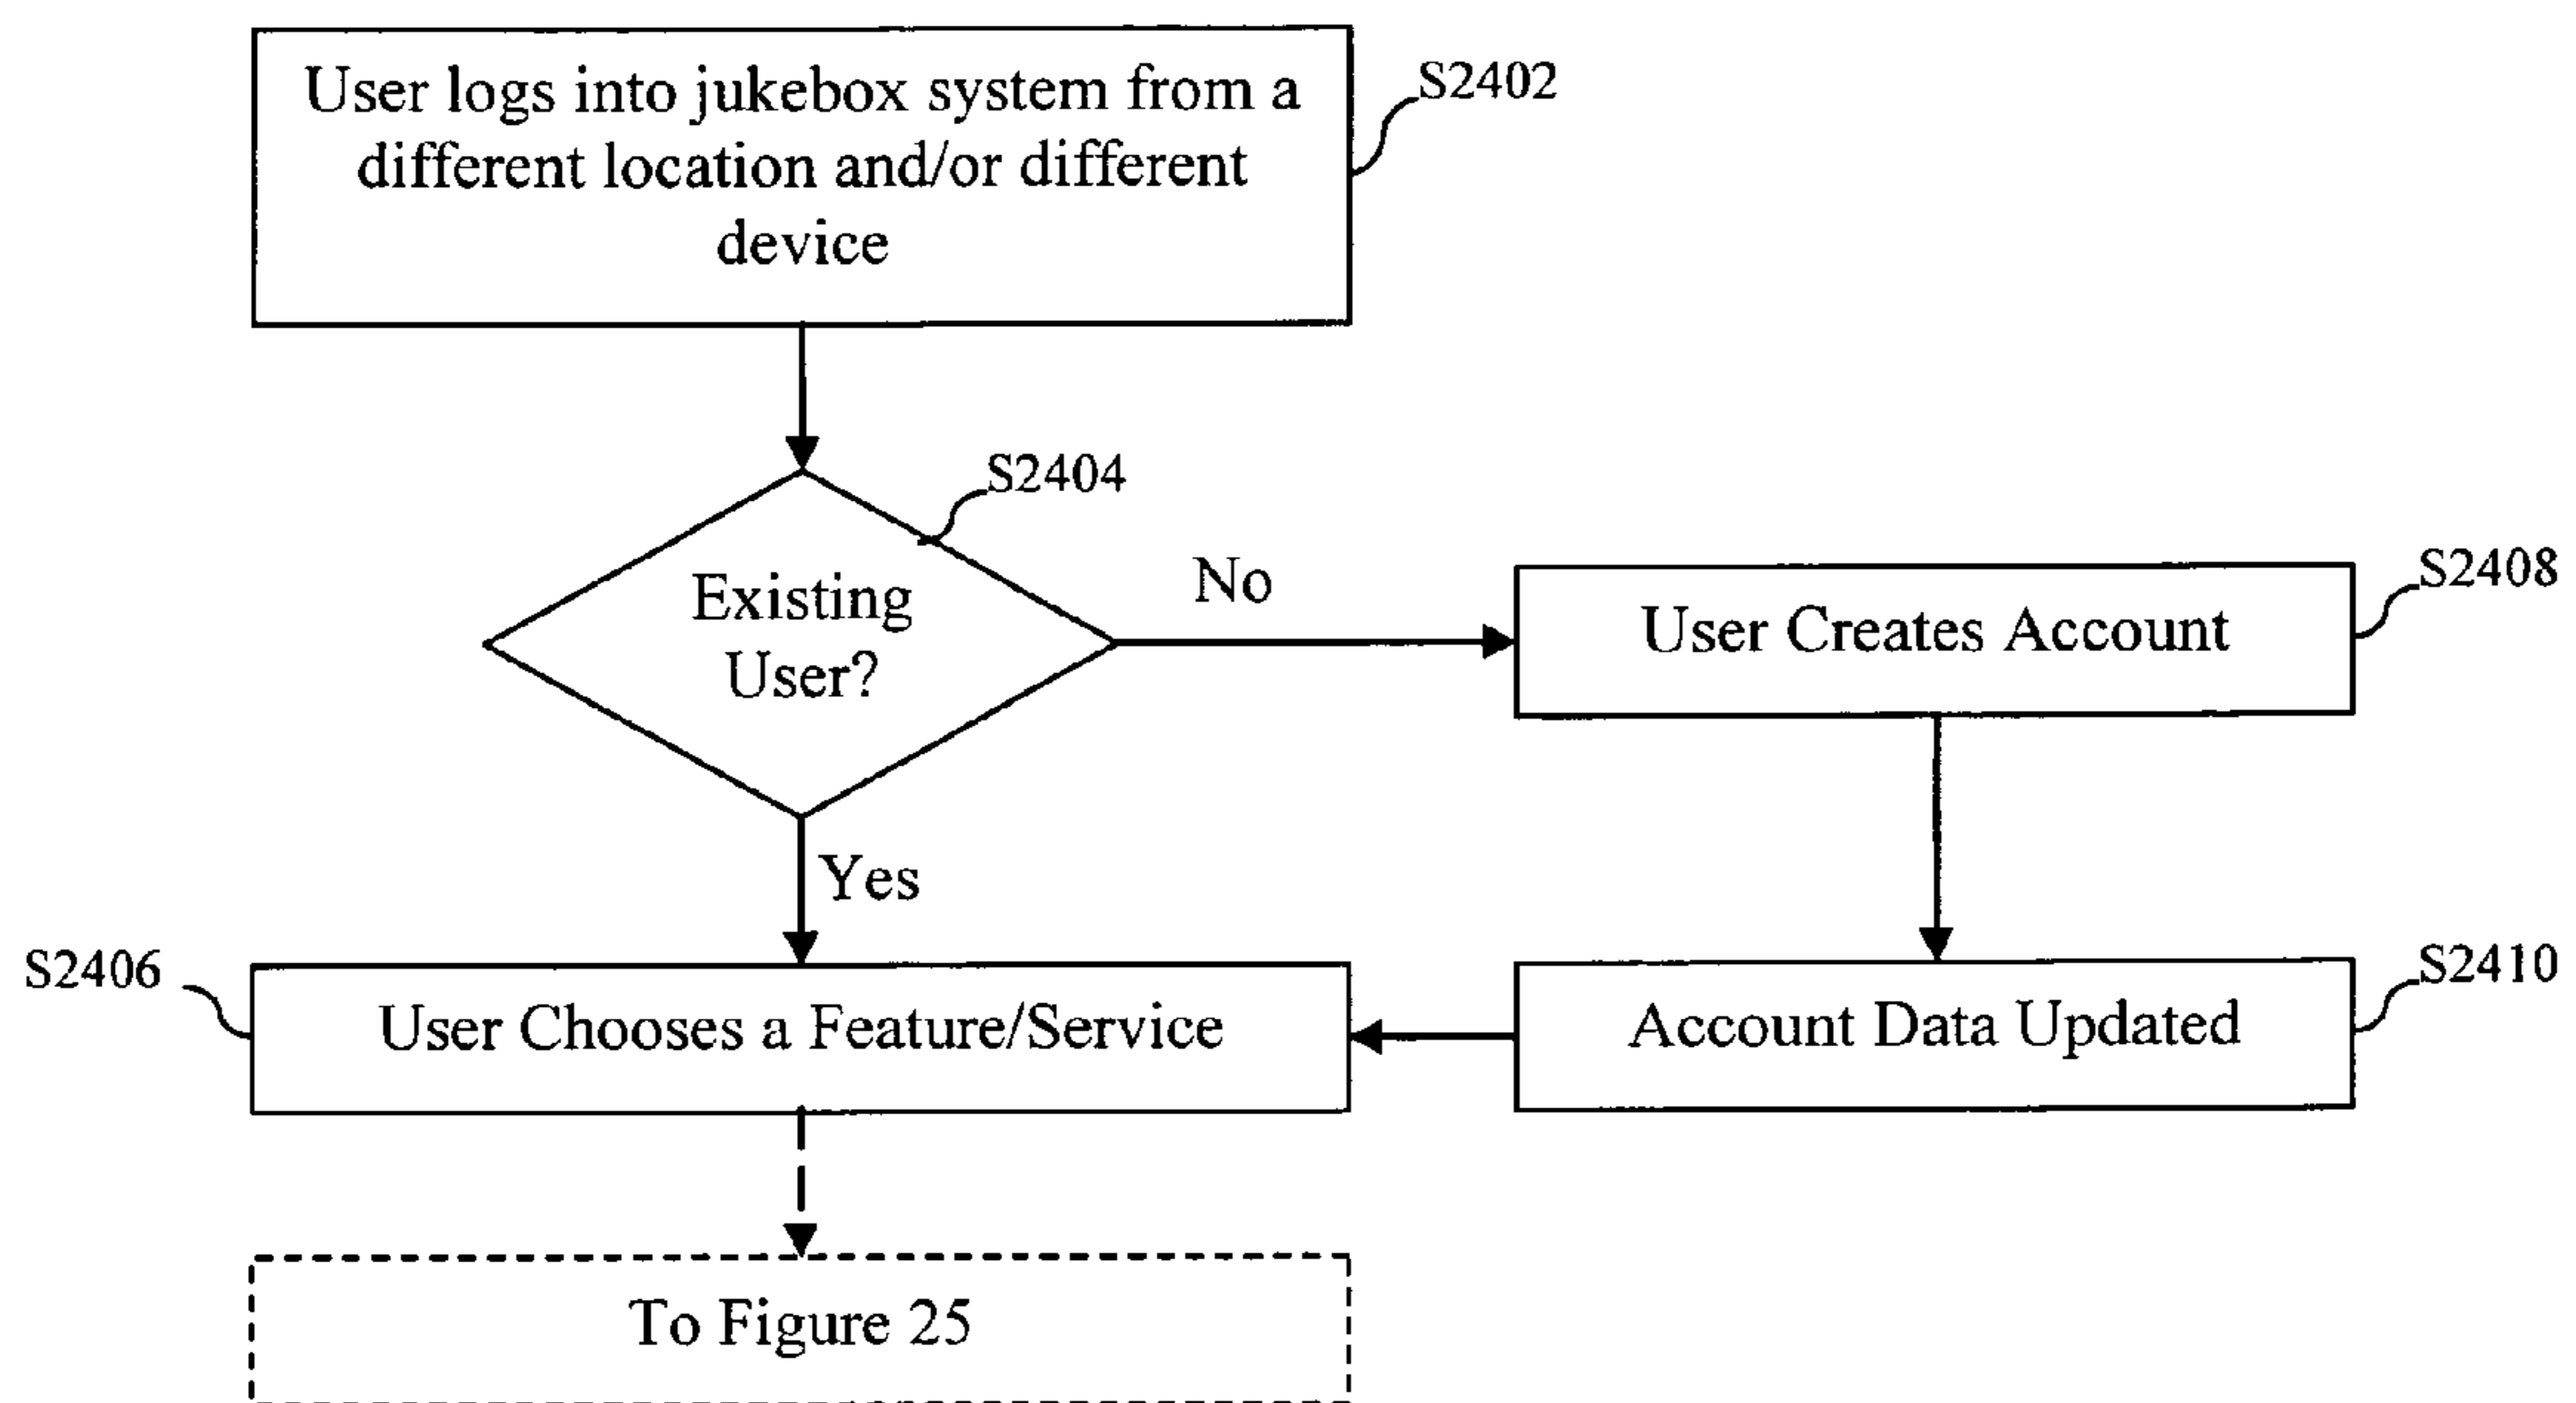 User logs into jukebox system from a
different location and/or different
device
S2402
S2404
Existing
User?
No
User Creates Account
S2408
Yes
S2406
User Chooses a Feature/Service
Account Data Updated
S2410
To Figure 25